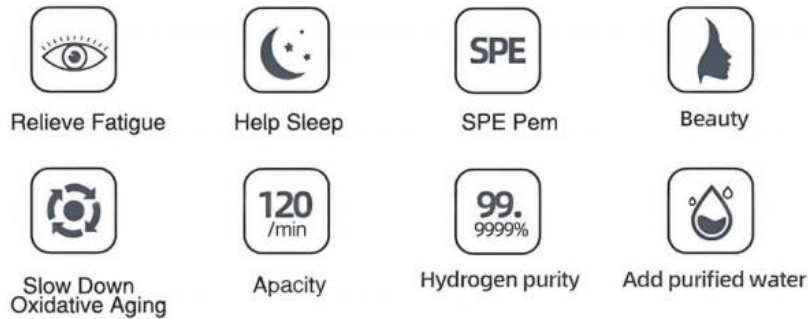 SPE
Relieve Fatigue
Help Sleep
SPE Pem
Beauty
120
/min
99.
9999%
Slow Down
Oxidative Aging
Apacity
Hydrogen purity
Add purified water